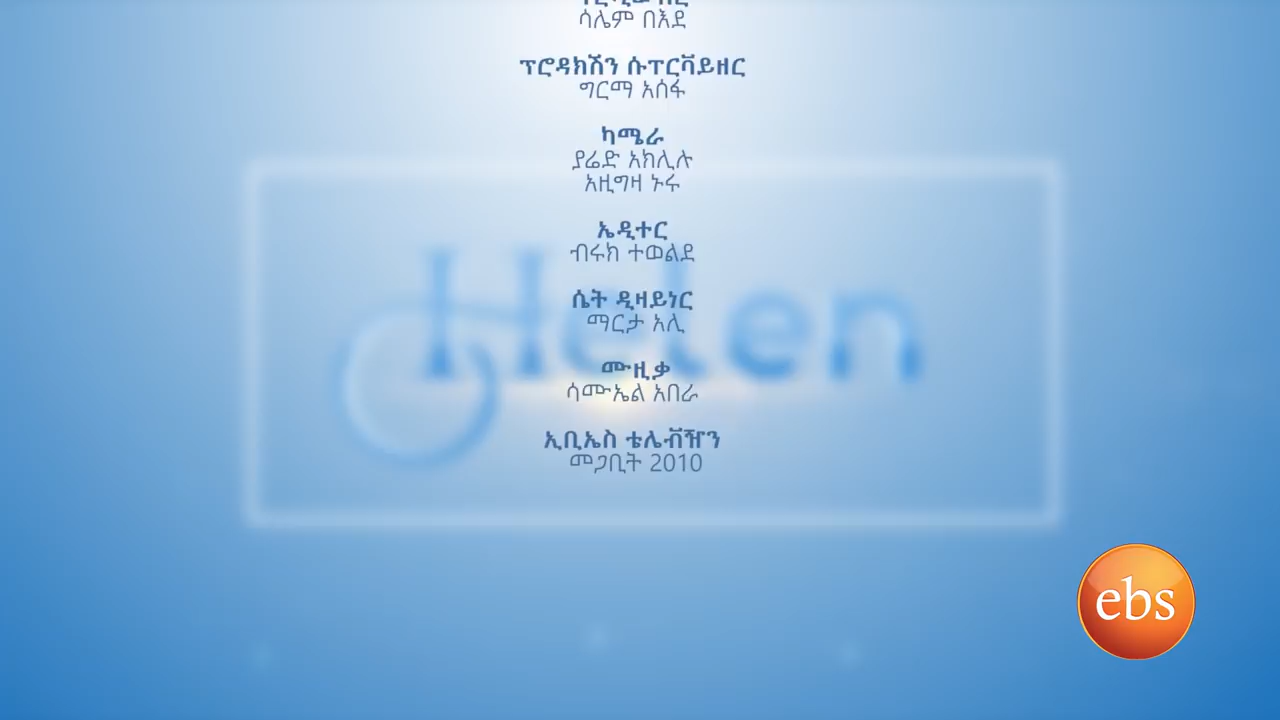 ሳሌም በእደ
ፕሮዳክሽን ሱፐርቫይዘር
ግርማ አሰፋ
ካሜራ
ያሬድ አክሊሉ
አዚግዛ ኑሩ
ኤዲተር
ብሩክ ተወልደ
ሴት ዲዛይነር
ማርታ አሊ
ሙዚቃ
ሳሙኤል አበራ
ኢቢኤስ ቴሌቭዥን
መጋቢት 2010
Helen
ebs